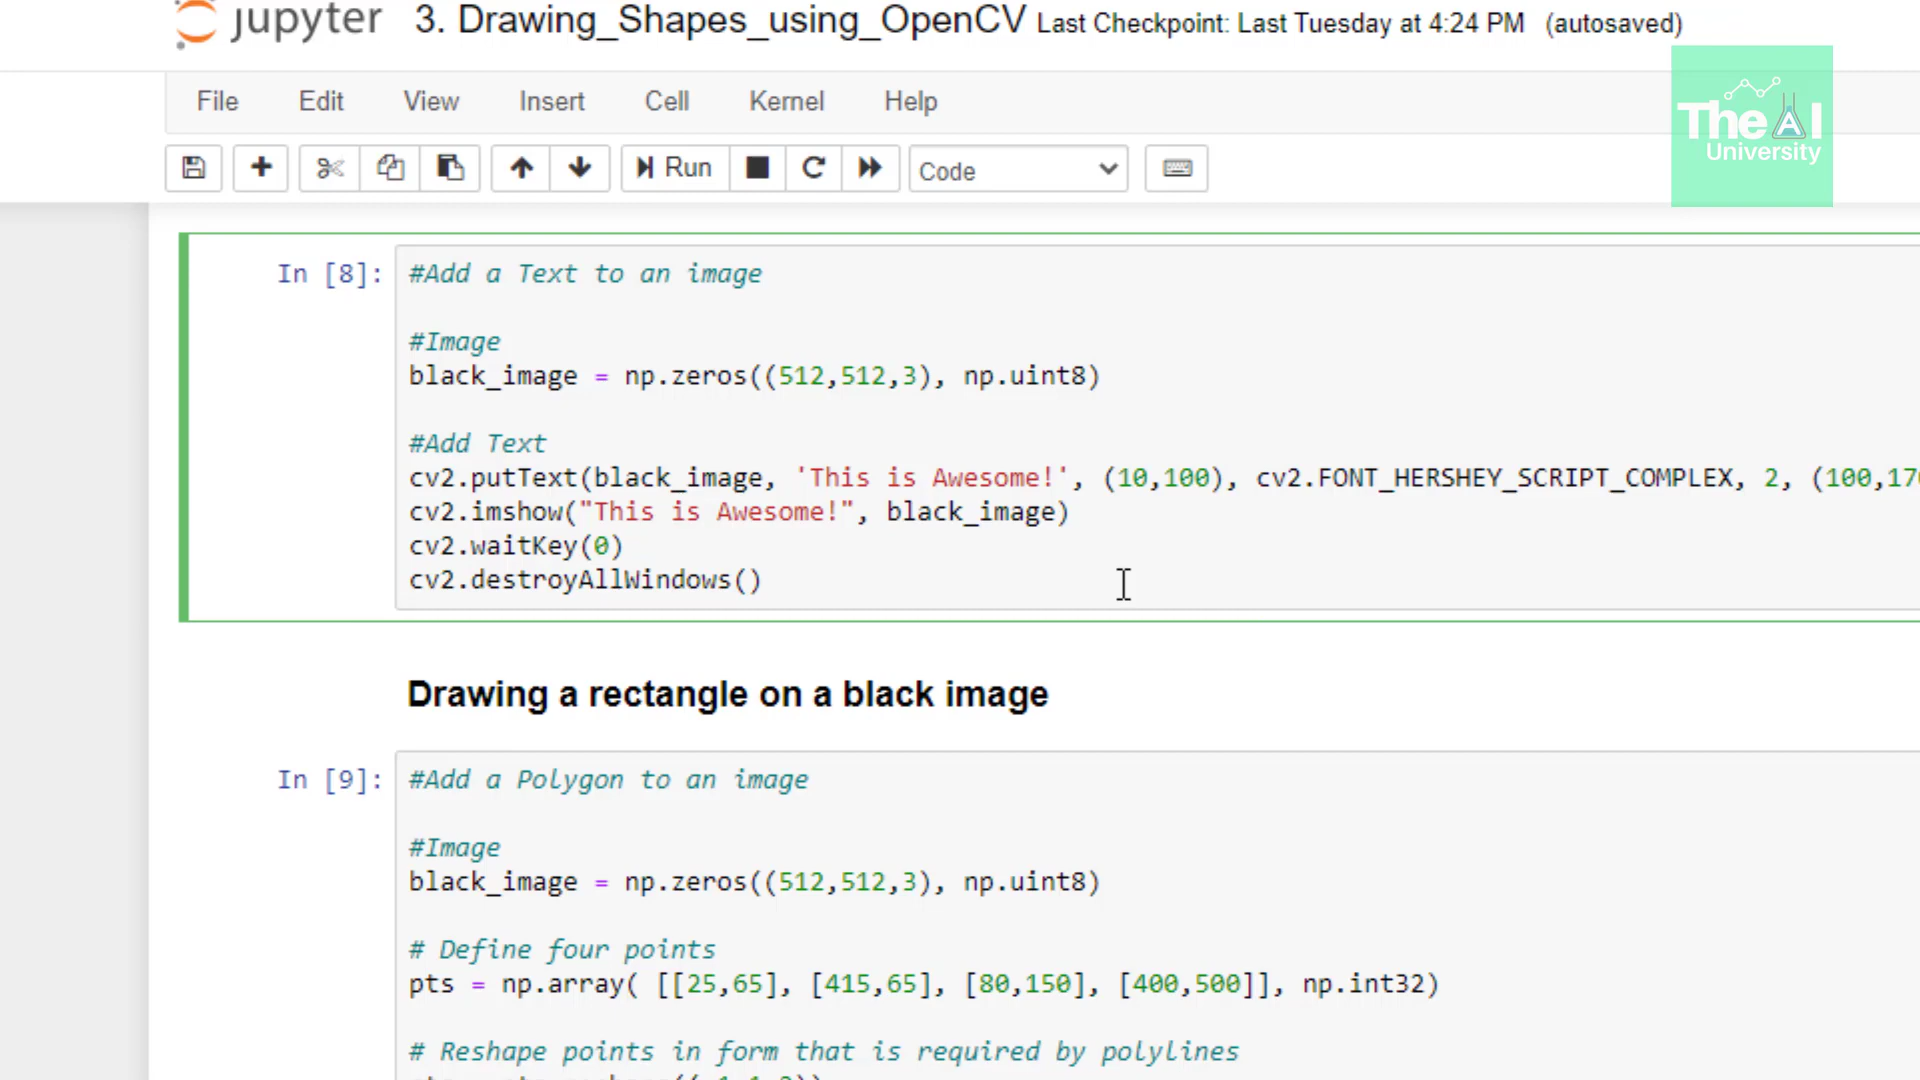 jupyter 3. Drawing_Shapes_using_OpenCV Last Checkpoint: Last Tuesday at 4:24 PM (autosaved)
The AI
University
File Edit View Insert Cell Kernel Help
Run Code
In [8]: #Add a Text to an image
#Image
black_image = np.zeros((512,512,3), np.uint8)
#Add Text
cv2.putText(black_image, 'This is Awesome!', (10,100), cv2.FONT_HERSHEY_SCRIPT_COMPLEX, 2, (100,170
cv2.imshow("This is Awesome!", black_image)
cv2.waitKey(0)
cv2.destroyAllWindows()
Drawing a rectangle on a black image
In [9]: #Add a Polygon to an image
#Image
black_image = np.zeros((512,512,3), np.uint8)
# Define four points
pts = np.array( [[25,65], [415,65], [80,150], [400,500]], np.int32)
# Reshape points in form that is required by polylines